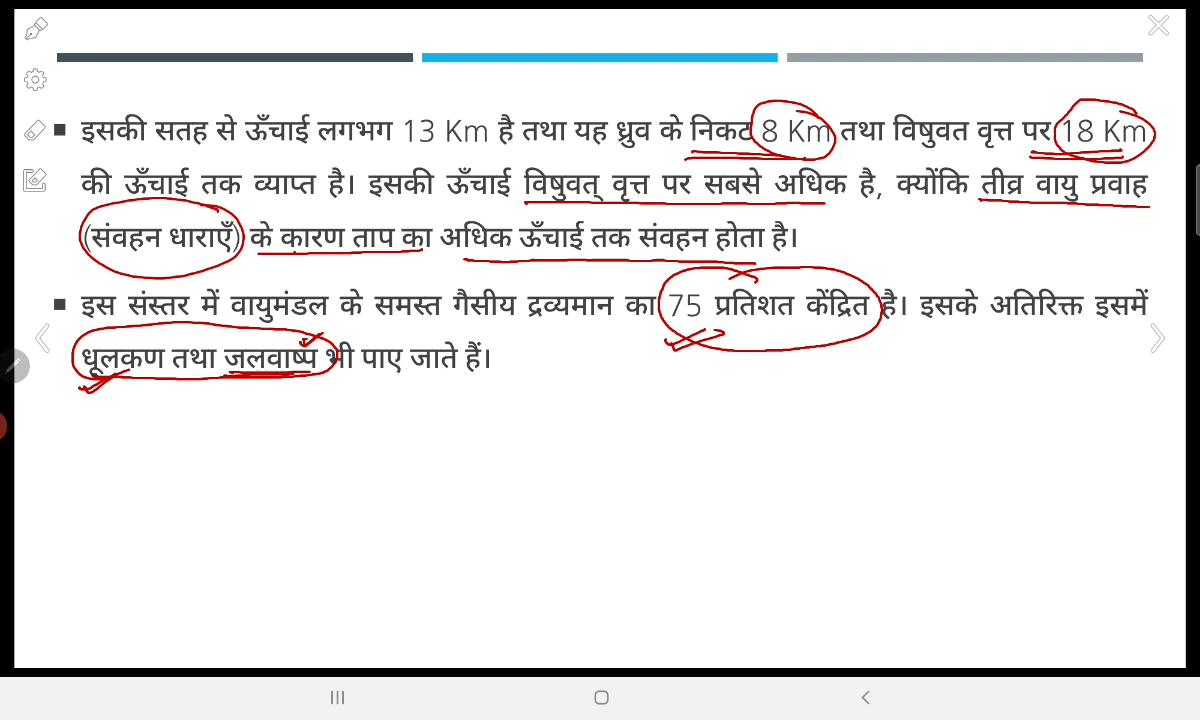 ▪ इसकी सतह से ऊँचाई लगभग 13 Km है तथा यह ध्रुव के निकट 8 Km तथा विषुवत वृत्त पर 18 Km
की ऊँचाई तक व्याप्त है। इसकी ऊँचाई विषुवत् वृत्त पर सबसे अधिक है, क्योंकि तीव्र वायु प्रवाह
(संवहन धाराएँ) के कारण ताप का अधिक ऊँचाई तक संवहन होता है।
▪ इस संस्तर में वायुमंडल के समस्त गैसीय द्रव्यमान का 75 प्रतिशत केंद्रित है। इसके अतिरिक्त इसमें
धूलकण तथा जलवाष्प भी पाए जाते हैं।